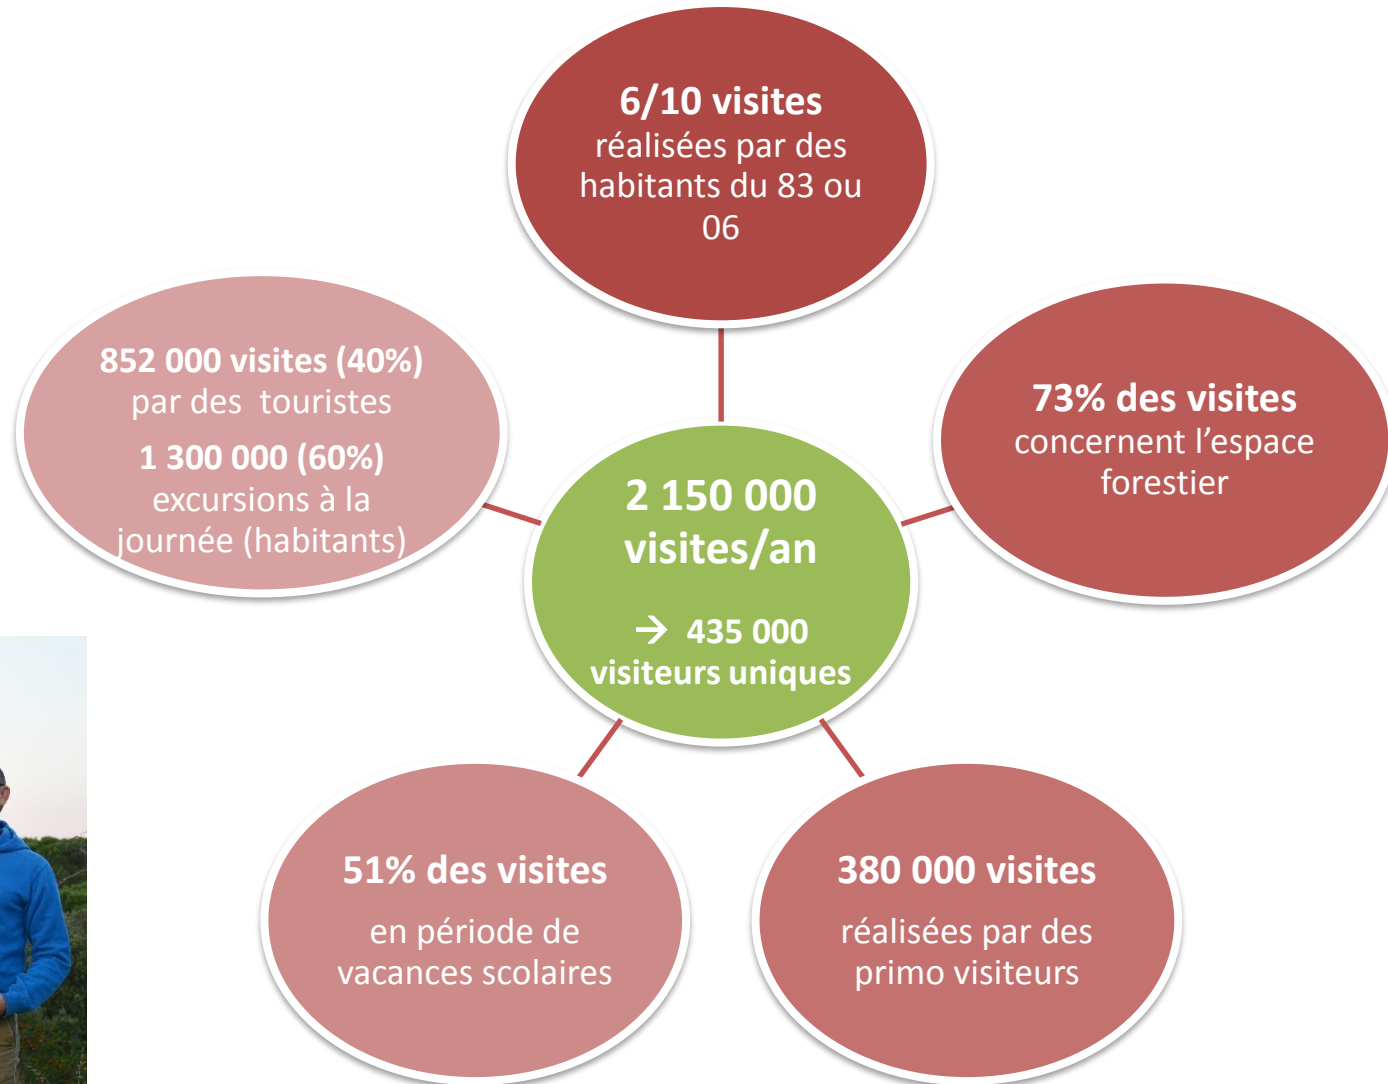 6/10 visites
réalisées par des
habitants du 83 ou
06
852 000 visites (40%)
par des touristes
1 300 000 (60%)
excursions à la
journée (habitants)
73% des visites
concernent l’espace
forestier
2 150 000
visites/an
→ 435 000
visiteurs uniques
51% des visites
en période de
vacances scolaires
380 000 visites
réalisées par des
primo visiteurs